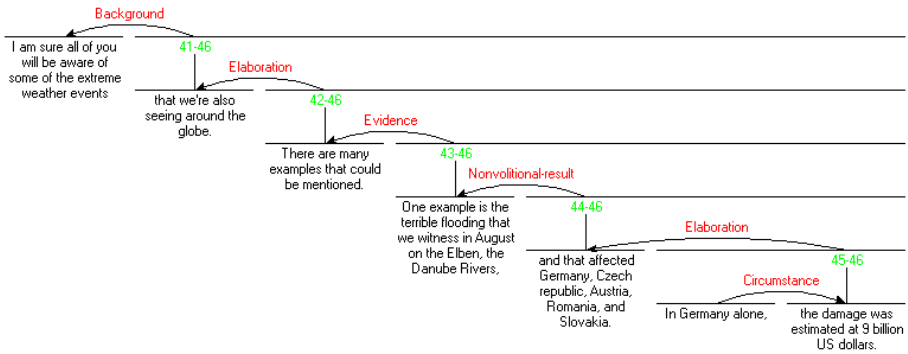 Background
I am sure all of you
will be aware of
some of the extreme
weather events
41-46
Elaboration
that we're also
seeing around the
globe.
42-46
Evidence
There are many
examples that could
be mentioned.
43-46
Nonvolitional-result
One example is the
terrible flooding that
we witness in August
on the Elben, the
Danube Rivers,
44-46
Elaboration
and that affected
Germany, Czech
republic, Austria,
Romania, and
Slovakia.
45-46
Circumstance
In Germany alone,
the damage was
estimated at 9 billion
US dollars.